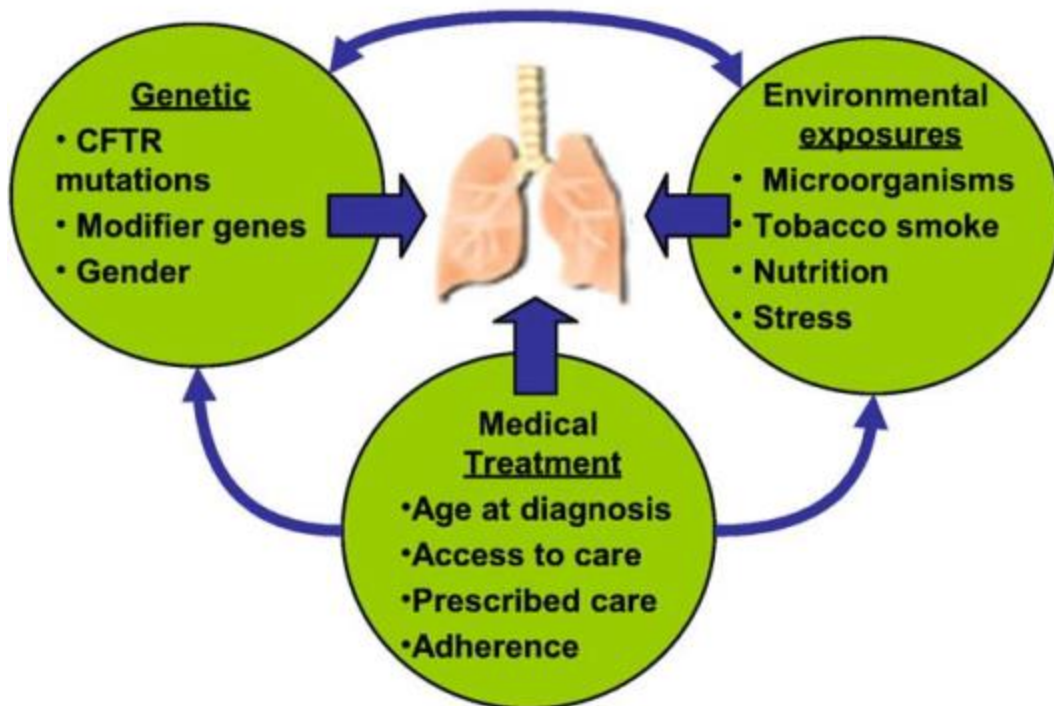 Genetic
• CFTR
mutations
• Modifier genes
• Gender
Environmental
exposures
• Microorganisms
• Tobacco smoke
• Nutrition
• Stress
Medical
Treatment
•Age at diagnosis
•Access to care
•Prescribed care
•Adherence